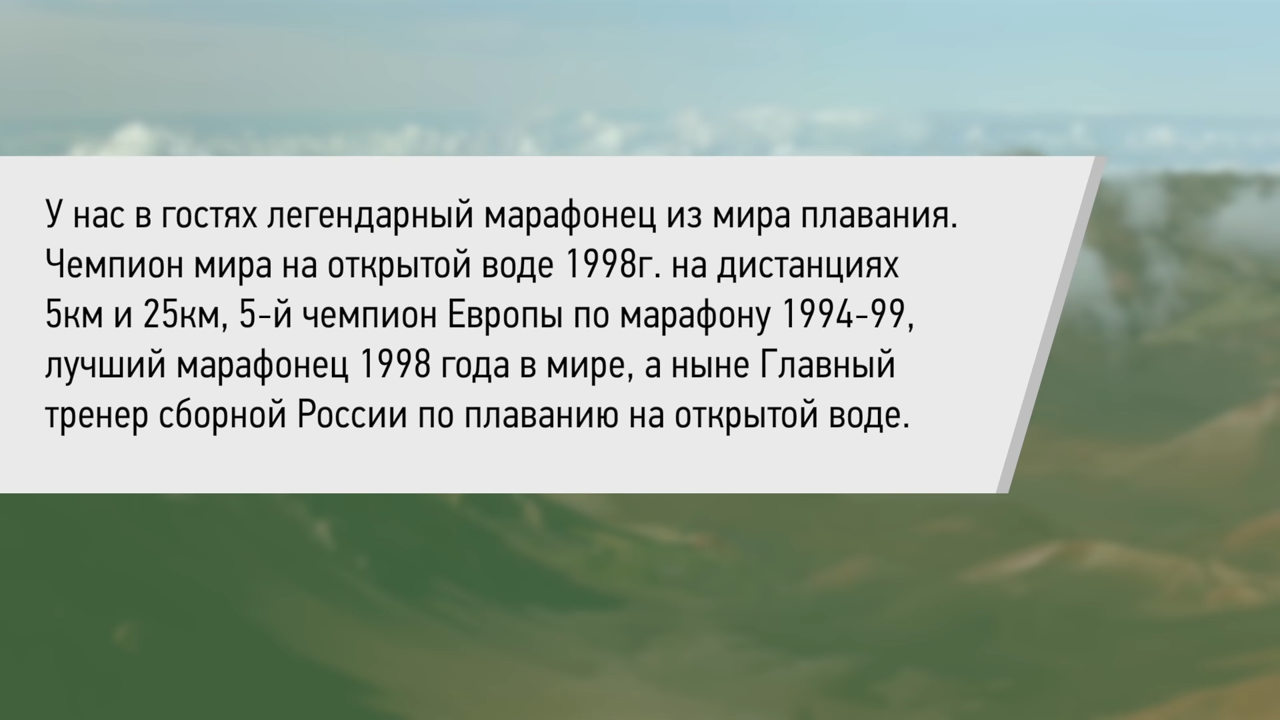 У нас в гостях легендарный марафонец из мира плавания.
Чемпион мира на открытой воде 1998г. на дистанциях
5км и 25км, 5-й чемпион Европы по марафону 1994-99,
лучший марафонец 1998 года в мире, а ныне Главный
тренер сборной России по плаванию на открытой воде.